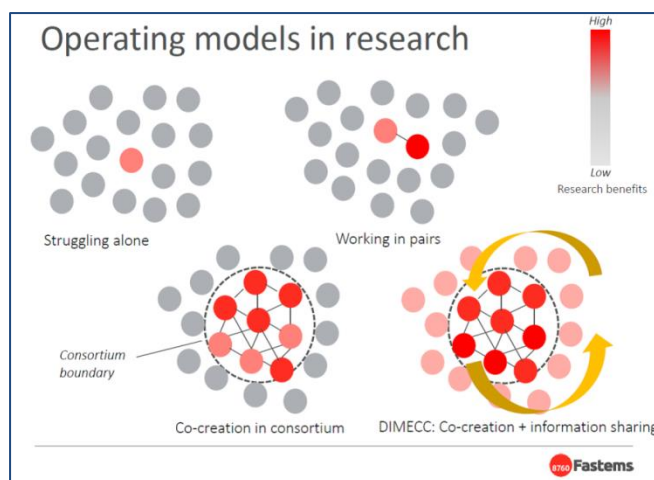 Operating models in research
High
Low
Research benefits
Struggling alone
Working in pairs
Consortium
boundary
Co-creation in consortium
DIMECC: Co-creation + information sharing
8760 Fastems